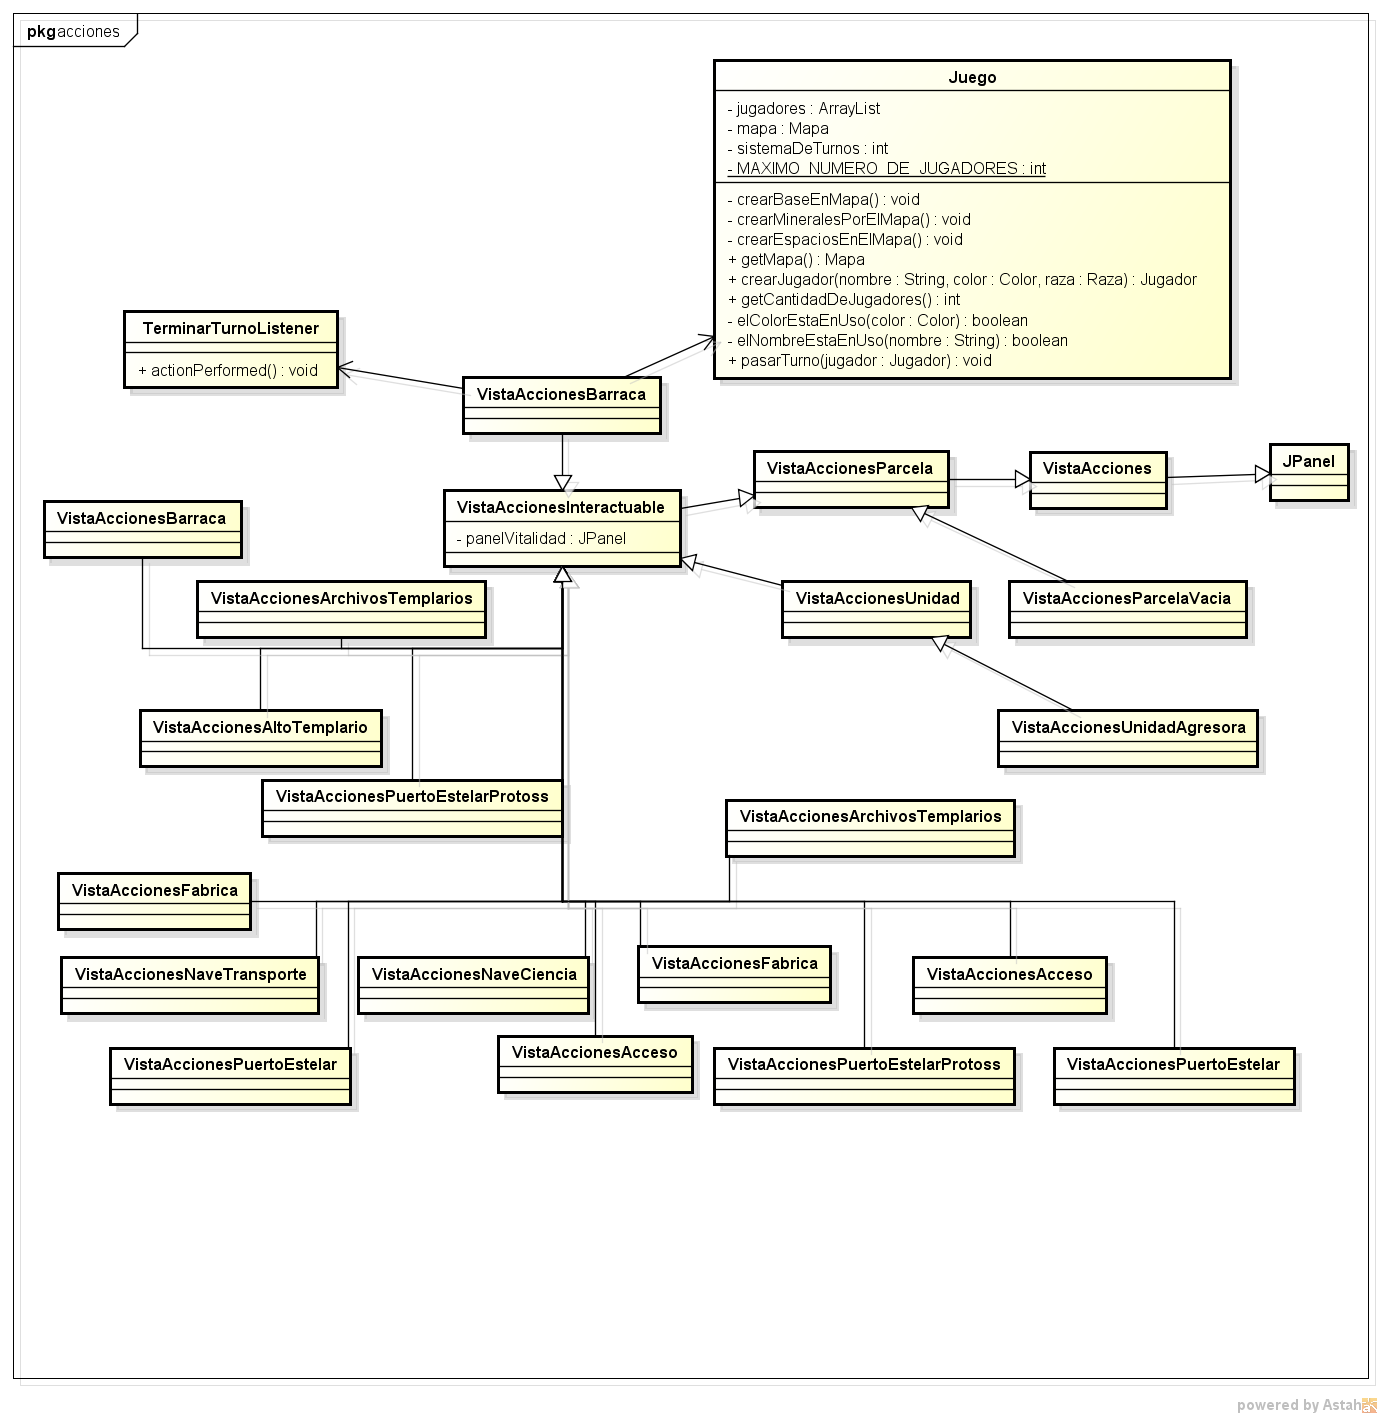 pkg acciones
Juego
- jugadores : ArrayList
- mapa : Mapa
- sistemaDeTurnos : int
- MAXIMO_NUMERO_DE_JUGADORES : int
- crearBaseEnMapa() : void
- crearMineralesPorElMapa() : void
- crearEspaciosEnElMapa() : void
+ getMapa() : Mapa
+ crearJugador(nombre : String, color : Color, raza : Raza) : Jugador
+ getCantidadDeJugadores() : int
- elColorEstaEnUso(color : Color) : boolean
- elNombreEstaEnUso(nombre : String) : boolean
+ pasarTurno(jugador : Jugador) : void
TerminarTurnoListener
+ actionPerformed() : void
VistaAccionesBarraca
VistaAccionesParcela
VistaAcciones
JPanel
VistaAccionesInteractuable
- panelVitalidad : JPanel
VistaAccionesBarraca
VistaAccionesArchivosTemplarios
VistaAccionesUnidad
VistaAccionesParcelaVacia
VistaAccionesAltoTemplario
VistaAccionesUnidadAgresora
VistaAccionesPuertoEstelarProtoss
VistaAccionesArchivosTemplarios
VistaAccionesFabrica
VistaAccionesNaveTransporte
VistaAccionesNaveCiencia
VistaAccionesFabrica
VistaAccionesAcceso
VistaAccionesPuertoEstelar
VistaAccionesAcceso
VistaAccionesPuertoEstelarProtoss
VistaAccionesPuertoEstelar
powered by Astah